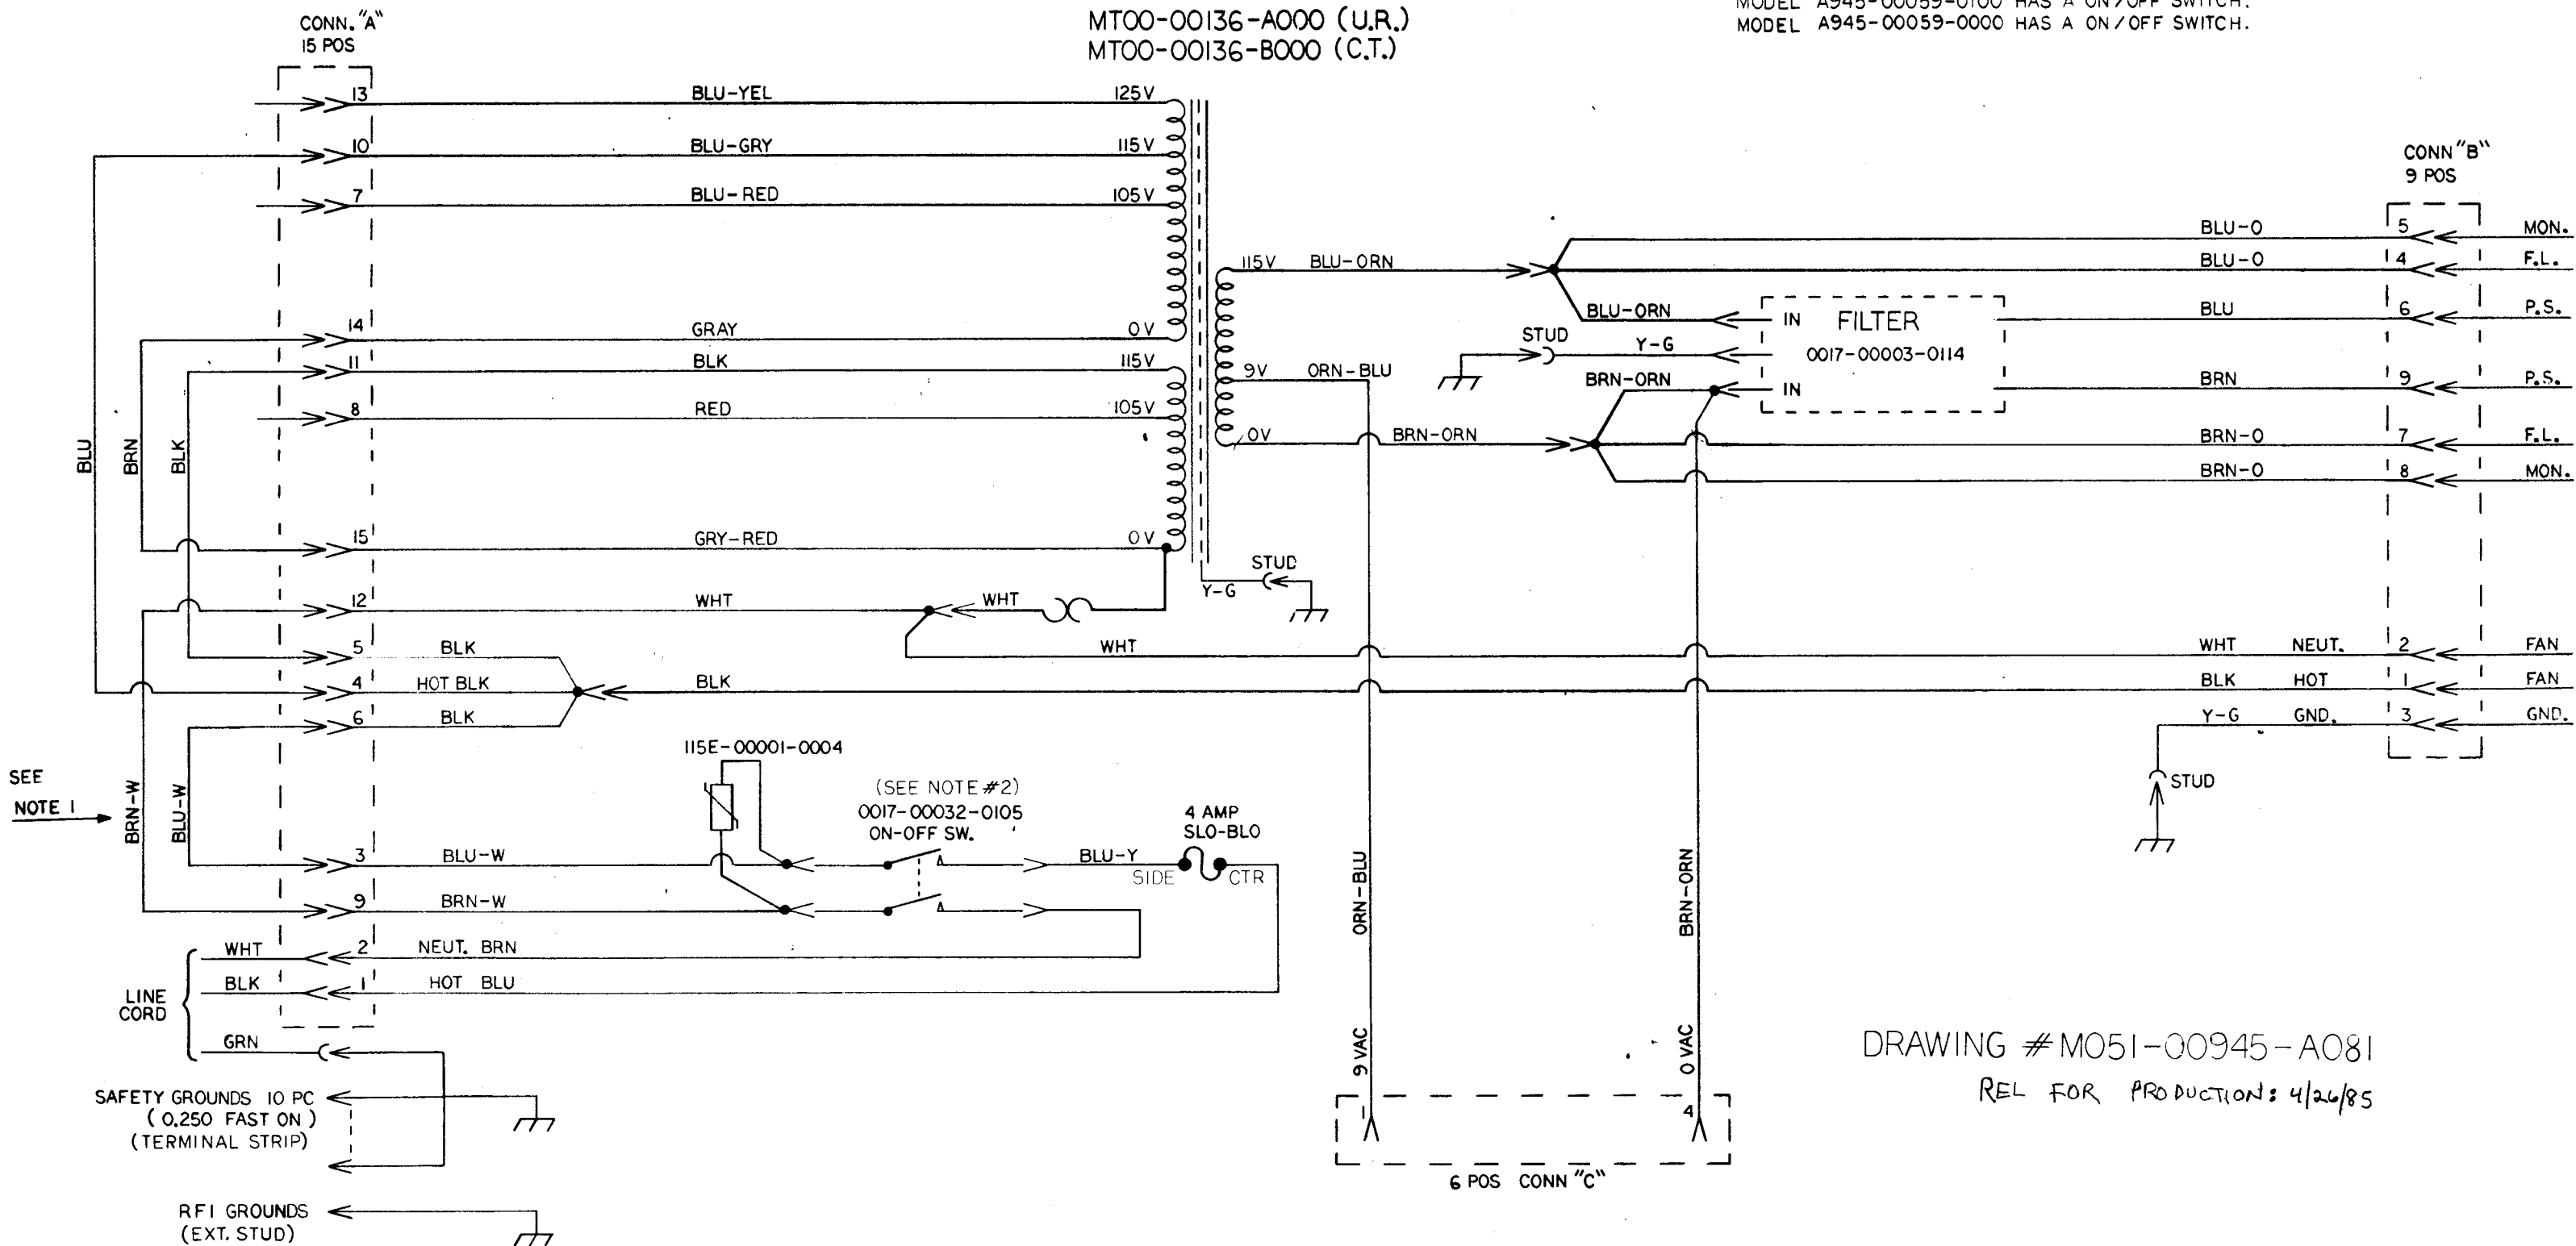 MT00-00136-A000 (U.R.)
MT00-00136-B000 (C.T.)
MODEL A945-00059-0100 HAS A ON/OFF SWITCH.
MODEL A945-00059-0000 HAS A ON/OFF SWITCH.
CONN. "A"
15 POS
13 BLU-YEL 125V
10 BLU-GRY 115V
7 BLU-RED 105V
14 GRAY 0V
11 BLK 115V
8 RED 105V
15 GRY-RED 0V
12 WHT WHT
WHT
5 BLK
4 HOT BLK BLK
6 BLK
BLU
BRN
BLK
BRN-W
BLU-W
SEE
NOTE 1
115E-00001-0004
(SEE NOTE #2)
0017-00032-0105
ON-OFF SW.
4 AMP
SLO-BLO
3 BLU-W BLU-Y
SIDE CTR
9 BRN-W
WHT 2 NEUT. BRN
BLK 1 HOT BLU
LINE
CORD
GRN
SAFETY GROUNDS 10 PC
(0.250 FAST ON)
(TERMINAL STRIP)
RFI GROUNDS
(EXT. STUD)
STUD
Y-G
115V BLU-ORN
9V ORN-BLU
0V BRN-ORN
BLU-ORN IN
FILTER
0017-00003-0114
STUD Y-G
BRN-ORN IN
CONN "B"
9 POS
BLU-O 5 MON.
BLU-O 4 F.L.
BLU 6 P.S.
BRN 9 P.S.
BRN-O 7 F.L.
BRN-O 8 MON.
WHT NEUT. 2 FAN
BLK HOT 1 FAN
Y-G GND. 3 GND.
STUD
ORN-BLU
BRN-ORN
9 VAC
0 VAC
1 4
6 POS CONN "C"
DRAWING #M051-00945-A081
REL FOR PRODUCTION: 4/26/85